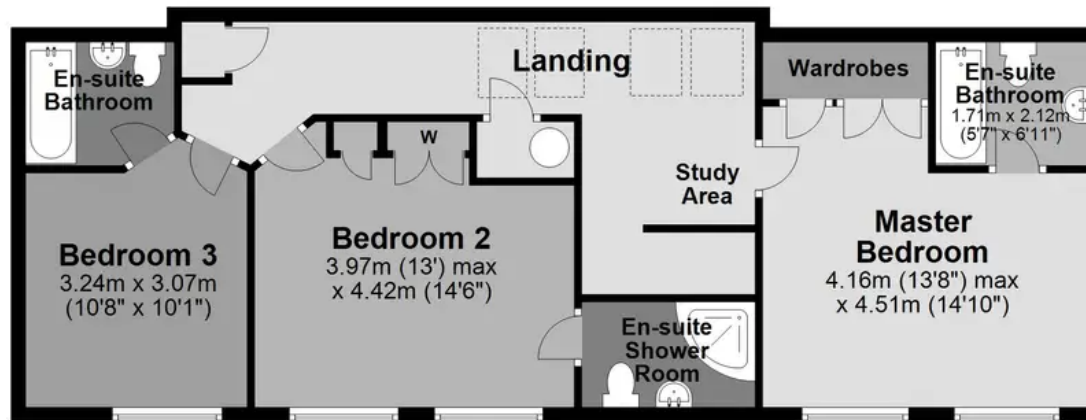 En-suite
Bathroom
Landing
Wardrobes
En-suite
Bathroom
1.71m x 2.12m
(5'7" x 6'11")
W
Study
Area
Bedroom 3
3.24m x 3.07m
(10'8" x 10'1")
Bedroom 2
3.97m (13') max
x 4.42m (14'6")
Master
Bedroom
4.16m (13'8") max
x 4.51m (14'10")
En-suite
Shower
Room